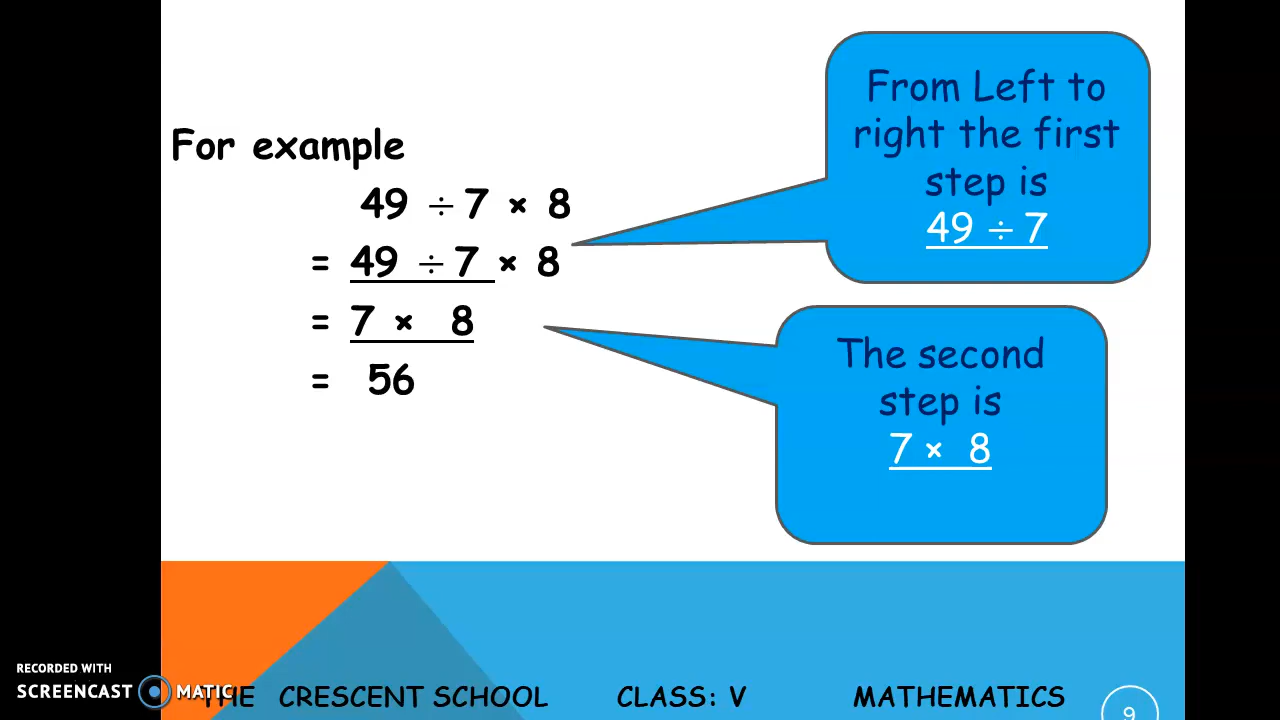 For example
49 ÷ 7 × 8
= 49 ÷ 7 × 8
= 7 × 8
= 56
From Left to
right the first
step is
49 ÷ 7
The second
step is
7 × 8
RECORDED WITH
SCREENCAST MATIC
THE CRESCENT SCHOOL CLASS: V MATHEMATICS 9